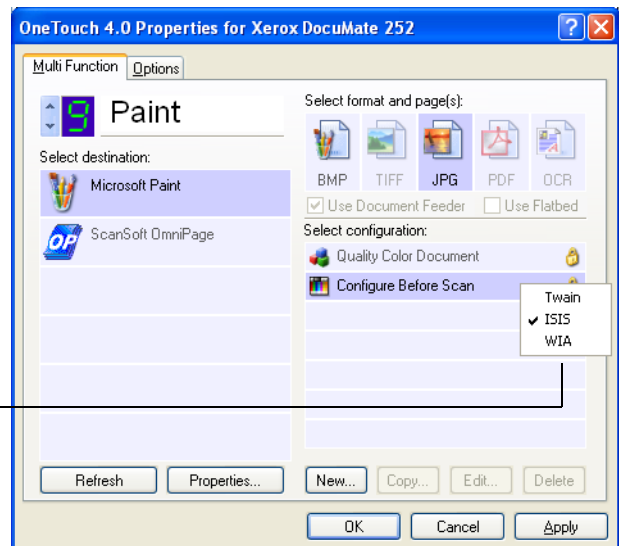 OneTouch 4.0 Properties for Xerox DocuMate 252
Multi Function Options
9 Paint
Select destination:
Microsoft Paint
OP ScanSoft OmniPage
Select format and page(s):
BMP TIFF JPG PDF OCR
Use Document Feeder Use Flatbed
Select configuration:
Quality Color Document
Configure Before Scan
Twain
ISIS
WIA
Refresh Properties... New... Copy... Edit... Delete
OK Cancel Apply